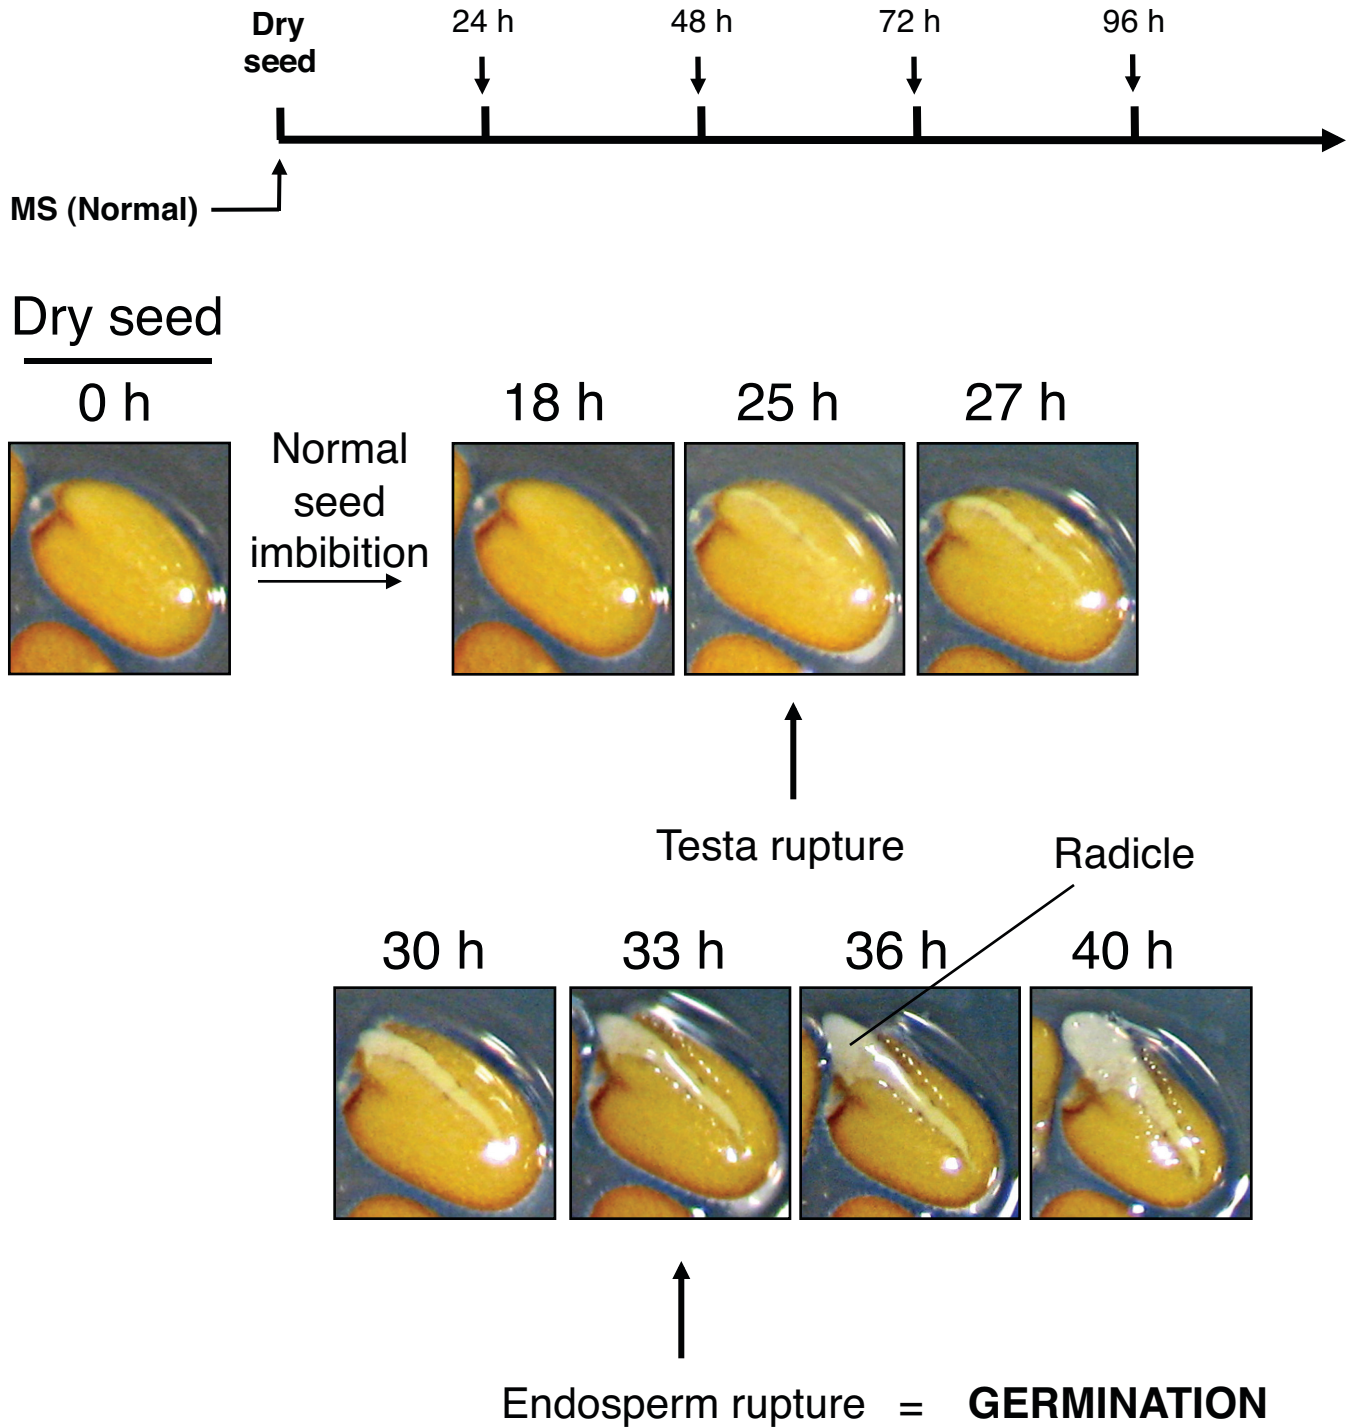 Dry
seed
24 h
48 h
72 h
96 h
MS (Normal)
Dry seed
0 h
Normal
seed
imbibition
18 h
25 h
27 h
Testa rupture
Radicle
30 h
33 h
36 h
40 h
Endosperm rupture = GERMINATION